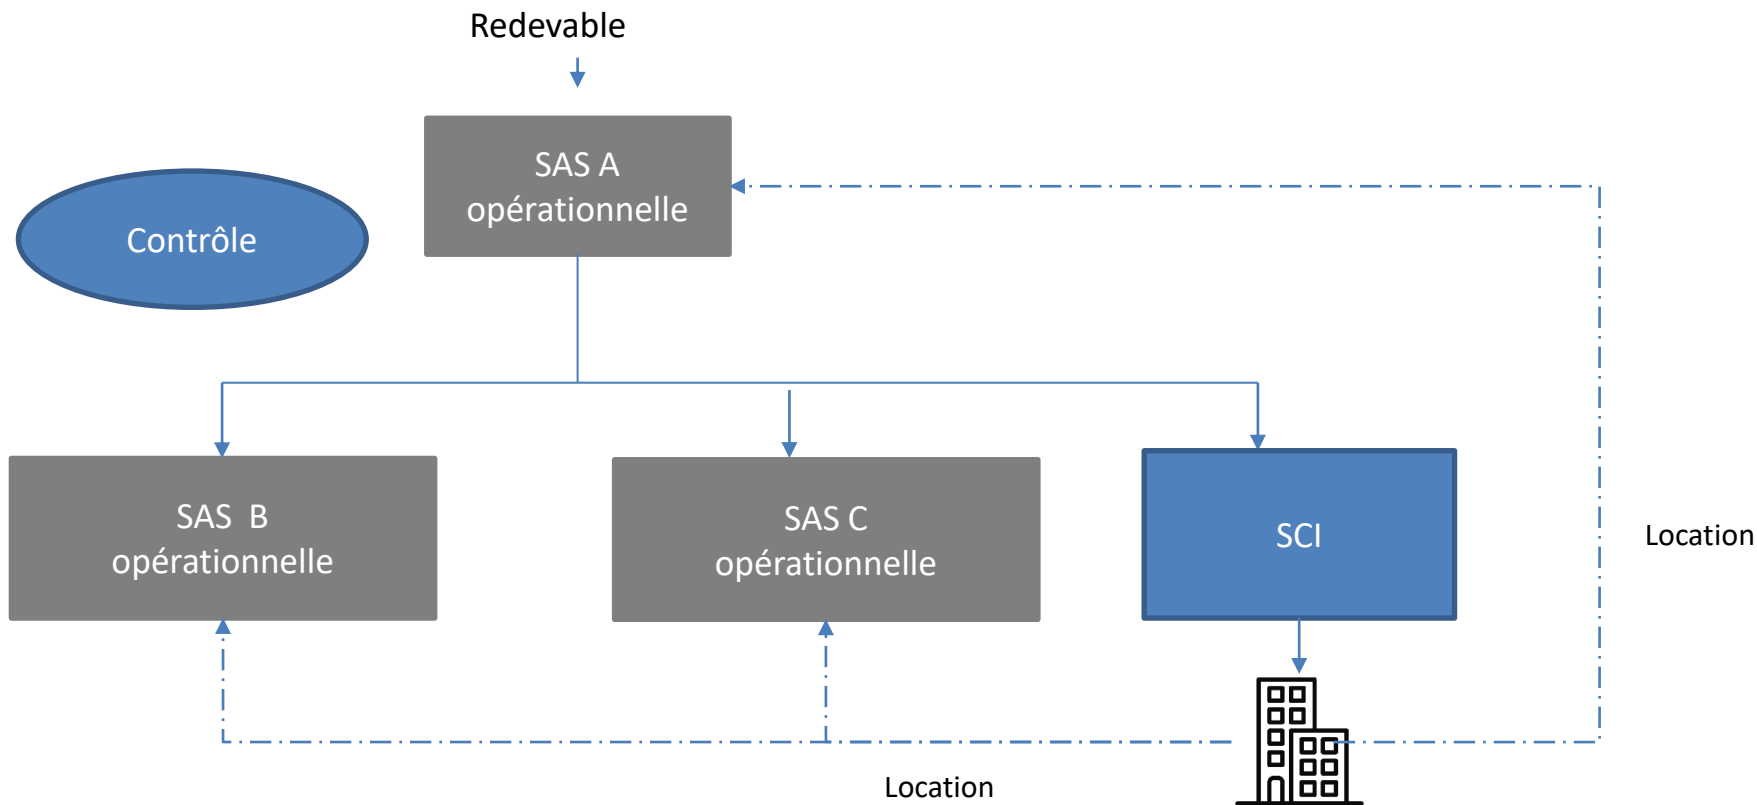 Redevable
SAS A
opérationnelle
Contrôle
SAS B
opérationnelle
SAS C
opérationnelle
SCI
Location
Location